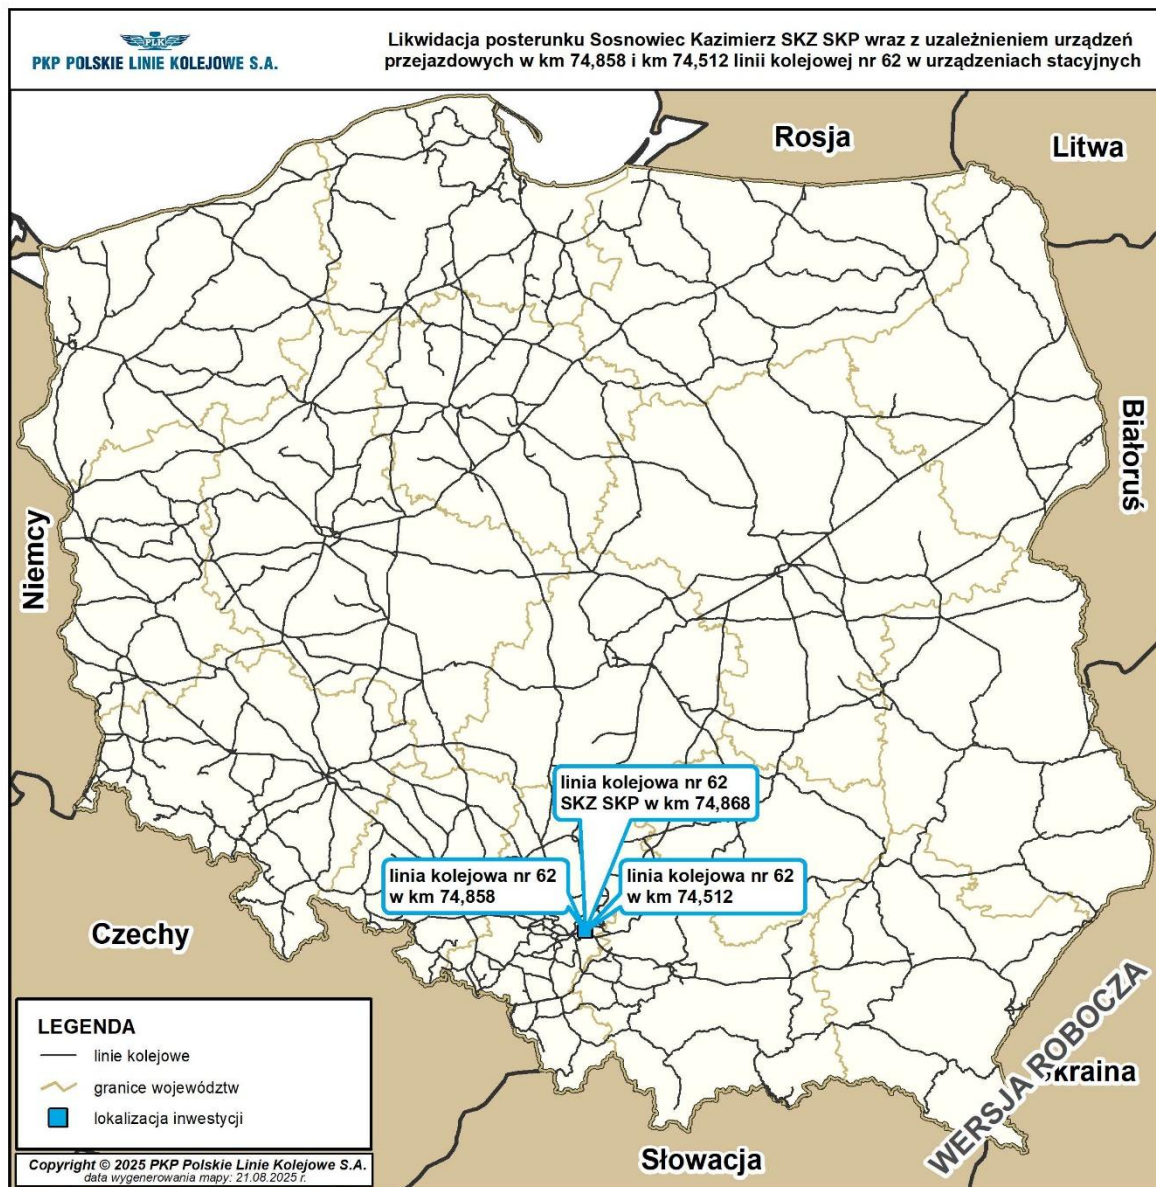 PLK
PKP POLSKIE LINIE KOLEJOWE S.A.
Likwidacja posterunku Sosnowiec Kazimierz SKZ SKP wraz z uzależnieniem urządzeń
przejazdowych w km 74,858 i km 74,512 linii kolejowej nr 62 w urządzeniach stacyjnych
Rosja
Litwa
Białoruś
Niemcy
linia kolejowa nr 62
SKZ SKP w km 74,868
linia kolejowa nr 62
w km 74,858
linia kolejowa nr 62
w km 74,512
Czechy
LEGENDA
linie kolejowe
granice województw
lokalizacja inwestycji
WERSJA ROBOCZA
kraina
Słowacja
Copyright © 2025 PKP Polskie Linie Kolejowe S.A.
data wygenerowania mapy: 21.08.2025 r.